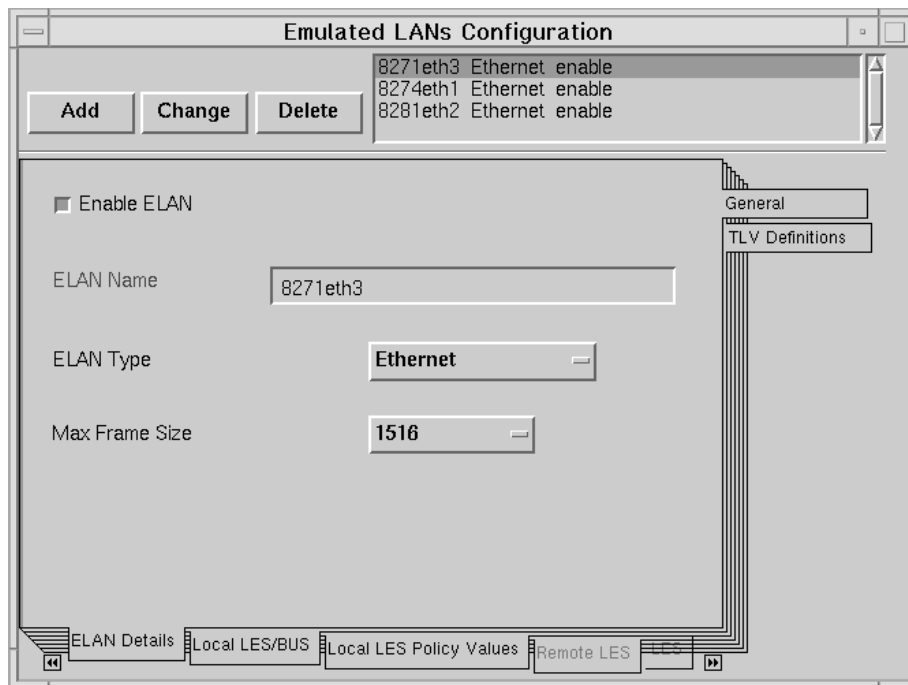 Emulated LANs Configuration
8271eth3 Ethernet enable
8274eth1 Ethernet enable
8281eth2 Ethernet enable
Add
Change
Delete
Enable ELAN
General
TLV Definitions
ELAN Name
8271eth3
ELAN Type
Ethernet
Max Frame Size
1516
ELAN Details
Local LES/BUS
Local LES Policy Values
Remote LES
LES